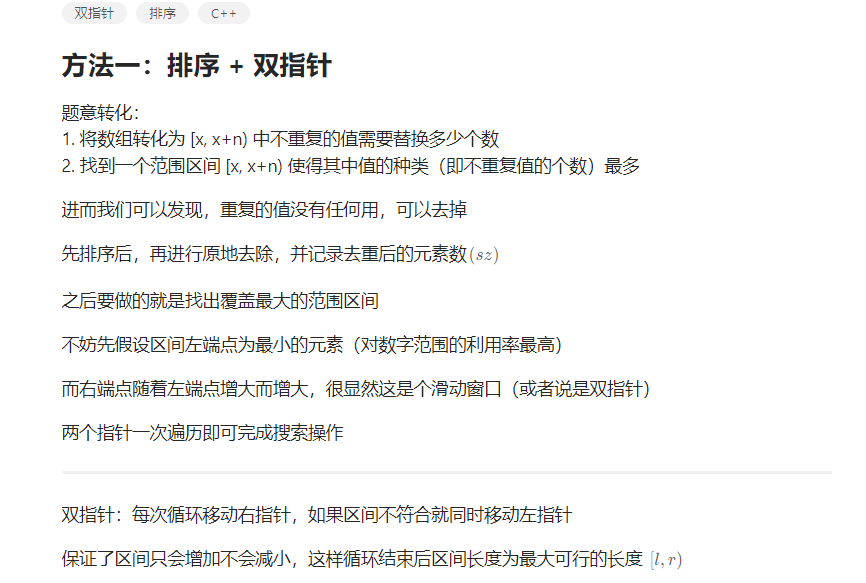 双指针 排序 C++
方法一：排序 + 双指针
题意转化：
1. 将数组转化为 [x, x+n) 中不重复的值需要替换多少个数
2. 找到一个范围区间 [x, x+n) 使得其中值的种类（即不重复值的个数）最多
进而我们可以发现，重复的值没有任何用，可以去掉
先排序后，再进行原地去除，并记录去重后的元素数(sz)
之后要做的就是找出覆盖最大的范围区间
不妨先假设区间左端点为最小的元素（对数字范围的利用率最高）
而右端点随着左端点增大而增大，很显然这是个滑动窗口（或者说是双指针）
两个指针一次遍历即可完成搜索操作
双指针：每次循环移动右指针，如果区间不符合就同时移动左指针
保证了区间只会增加不会减小，这样循环结束后区间长度为最大可行的长度 [l, r)